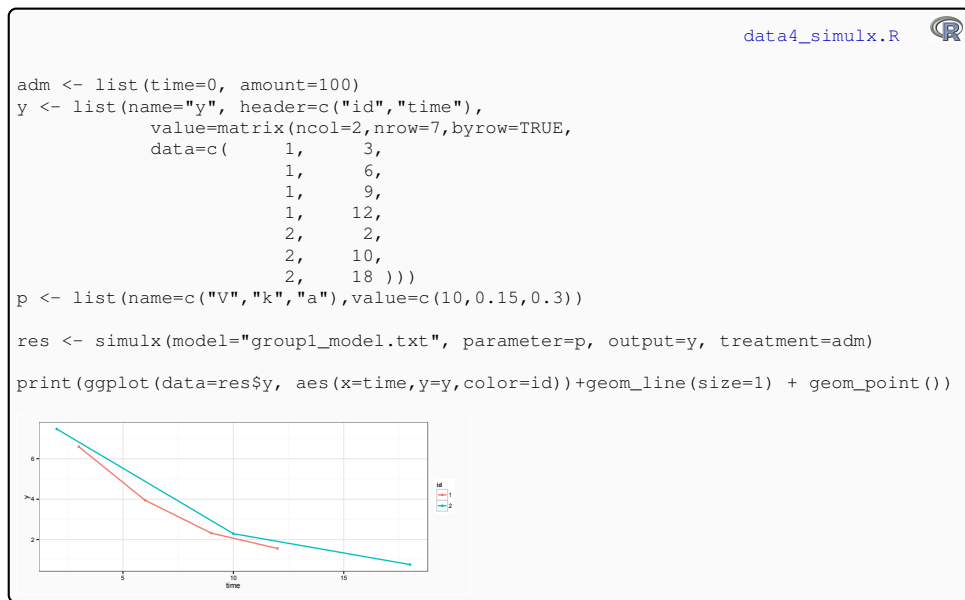 data4_simulx.R R
adm <- list(time=0, amount=100)
y <- list(name="y", header=c("id","time"),
value=matrix(ncol=2,nrow=7,byrow=TRUE,
data=c( 1, 3,
1, 6,
1, 9,
1, 12,
2, 2,
2, 10,
2, 18 )))
p <- list(name=c("V","k","a"),value=c(10,0.15,0.3))
res <- simulx(model="group1_model.txt", parameter=p, output=y, treatment=adm)
print(ggplot(data=res$y, aes(x=time,y=y,color=id))+geom_line(size=1) + geom_point())
6
4
2
y
5 10 15
time
id
1
2